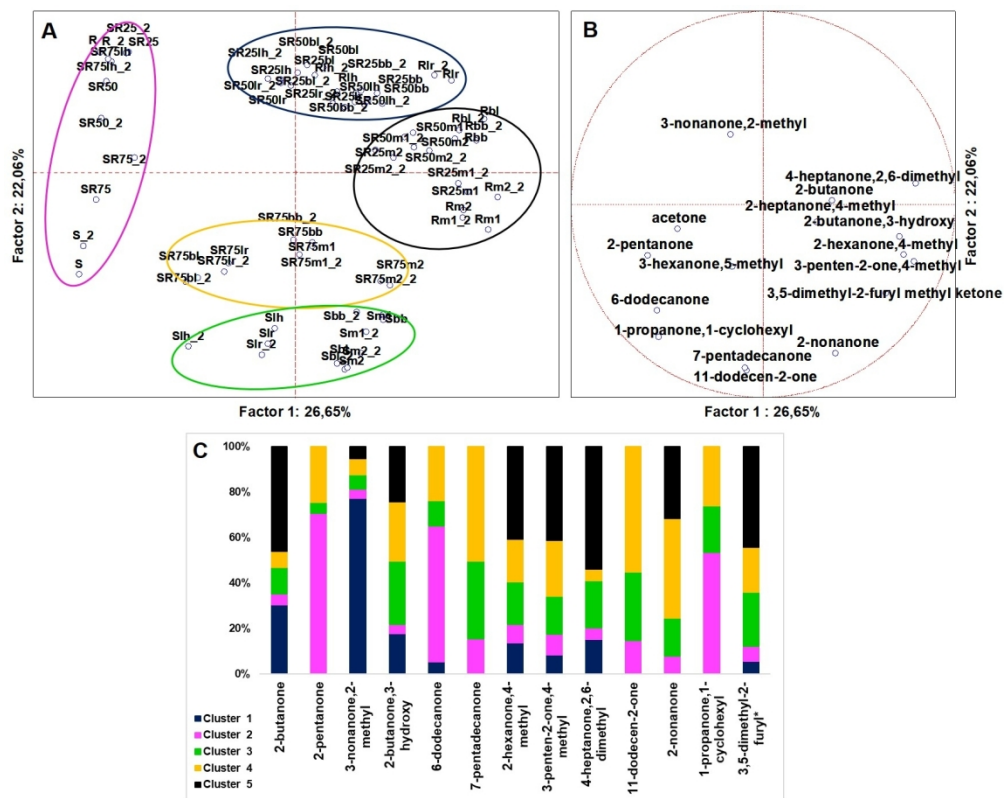 A
SR25_2
R R_2 SR25
SR75lh
SR75lh_2
SR50
SR50_2
SR75_2
SR75
S_2
S
SR50bl_2 SR50bl
SR25lh_2 SR25bl
Rlh_2 SR25bb_2 Rlr_2
SR25lh Rlh SR25bb Rlr
SR25bl_2 SR50lh
SR50lr_2 SR25lr_2 SR25lr SR50bb
SR50lr SR50bb_2 SR50lh_2
Rbl
Rbl_2
SR50m1 Rbb_2
SR50m1_2 Rbb
SR50m2
SR25m2 SR50m2_2
SR25m2_2 SR25m1_2
SR25m1 Rm2_2
Rm2
Rm1_2 Rm1
SR75bb_2
SR75bb
SR75lr SR75m1
SR75bl SR75lr_2 SR75m1_2 SR75m2
SR75bl_2 SR75m2_2
Slh Sbb_2 Sm1 Sbb
Slh_2 Slr Sm1_2
Slr_2 Sbl Sm2_2
Sbl_2 Sm2
Factor 2: 22,06%
Factor 1: 26,65%
B
3-nonanone,2-methyl
4-heptanone,2,6-dimethyl
2-butanone
2-heptanone,4-methyl
acetone 2-butanone,3-hydroxy
2-pentanone 2-hexanone,4-methyl
3-hexanone,5-methyl 3-penten-2-one,4-methyl
6-dodecanone 3,5-dimethyl-2-furyl methyl ketone
1-propanone,1-cyclohexyl
2-nonanone
7-pentadecanone
11-dodecen-2-one
Factor 2 : 22,06%
Factor 1 : 26,65%
C
100%
80%
60%
40%
20%
0%
2-butanone
2-pentanone
3-nonanone,2-
methyl
2-butanone,3-
hydroxy
6-dodecanone
7-pentadecanone
2-hexanone,4-
methyl
3-penten-2-one,4-
methyl
4-heptanone,2,6-
dimethyl
11-dodecen-2-one
2-nonanone
1-propanone,1-
cyclohexyl
3,5-dimethyl-2-
furyl*
Cluster 1
Cluster 2
Cluster 3
Cluster 4
Cluster 5